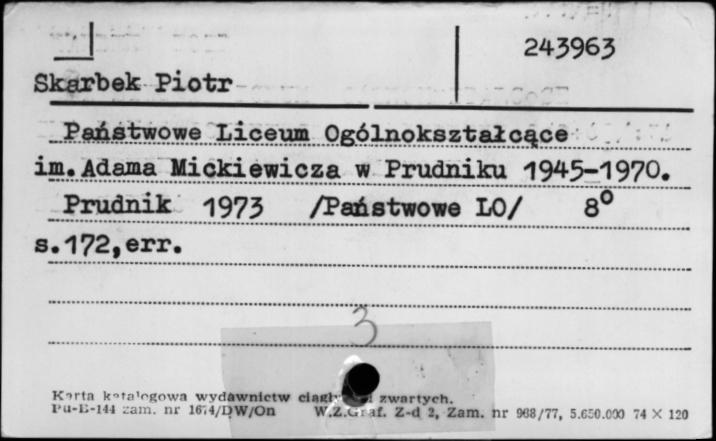 243963
Skarbek Piotr
Państwowe Liceum Ogólnokształcące
im. Adama Mickiewicza w Prudniku 1945-1970.
Prudnik 1973 /Państwowe LO/ 8°
s.172,err.
3
Karta katalogowa wydawnictw zwartych.
Pu-B-144 zam. nr 1674/DW/On W.Z.Graf. Z-d 2, Zam. nr 968/77, 5.650.000 74 × 120